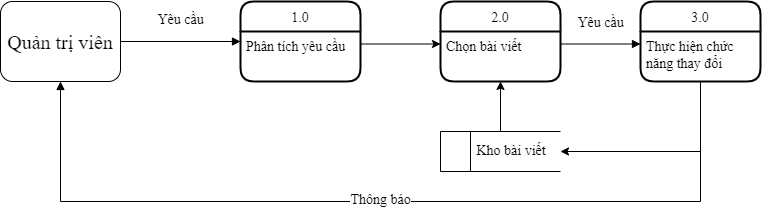 Quản trị viên
Yêu cầu
1.0
Phân tích yêu cầu
2.0
Chọn bài viết
Yêu cầu
3.0
Thực hiện chức
năng thay đổi
Kho bài viết
Thông báo